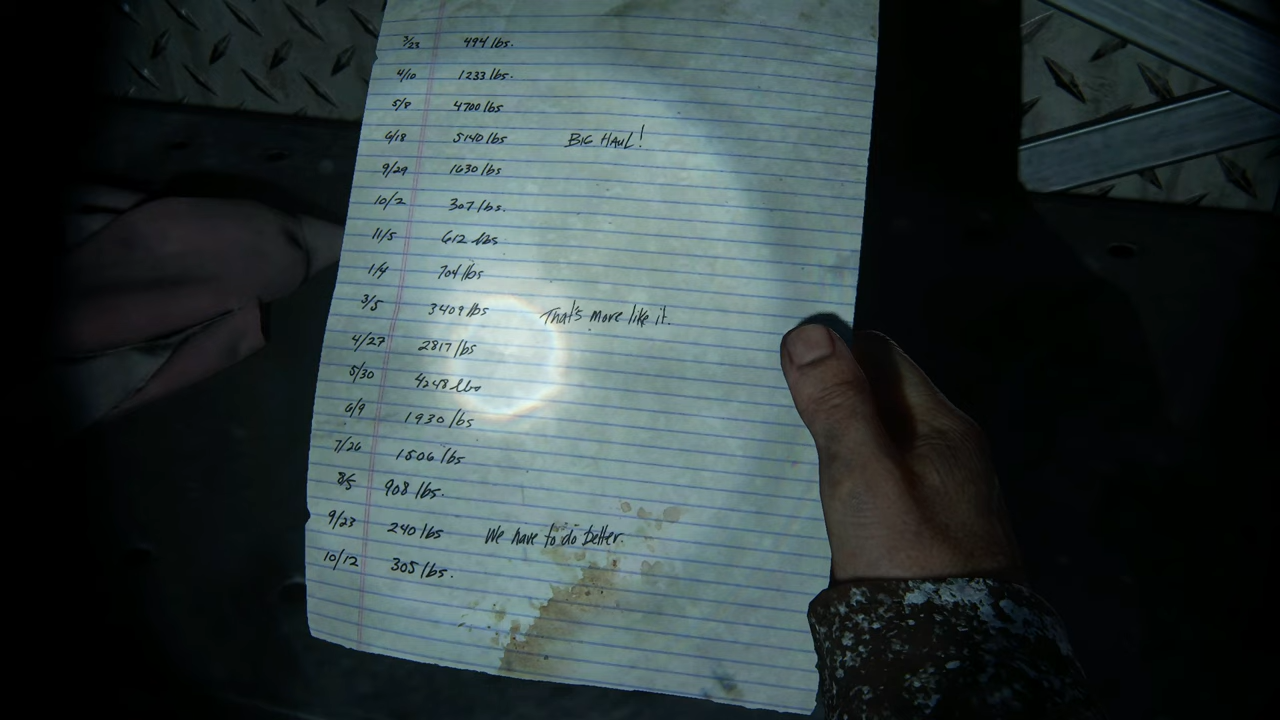 3/23 494 lbs.
4/10 1233 lbs.
5/8 4700 lbs
6/18 5140 lbs BIG HAUL!
9/29 1630 lbs
10/2 307 lbs.
11/5 612 lbs
1/4 704 lbs
3/5 3409 lbs That's more like it.
4/27 2817 lbs
5/30 4248 lbs
6/9 1930 lbs
7/26 1506 lbs
8/5 908 lbs.
9/23 240 lbs We have to do better.
10/12 305 lbs.